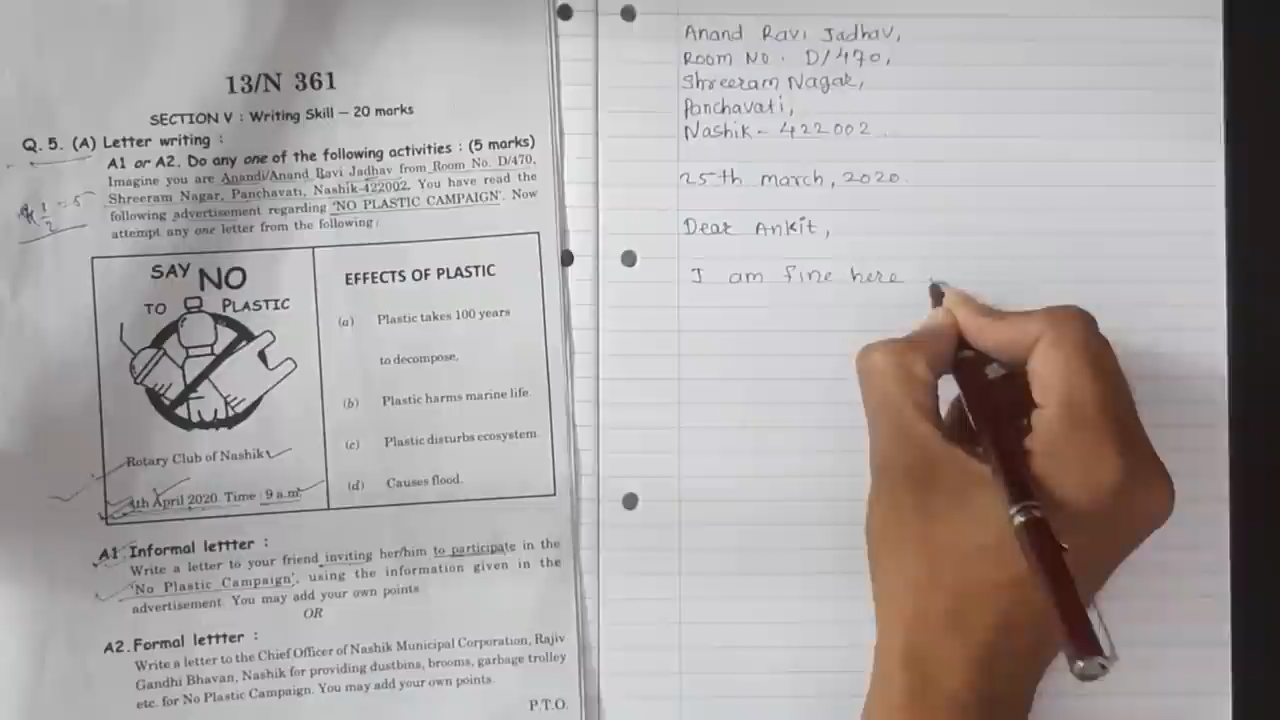 13/N 361
SECTION V : Writing Skill – 20 marks
Q. 5. (A) Letter writing :
A1 or A2. Do any one of the following activities : (5 marks)
Imagine you are Anandi/Anand Ravi Jadhav from Room No. D/470,
Shreeram Nagar, Panchavati, Nashik-422002. You have read the
following advertisement regarding 'NO PLASTIC CAMPAIGN'. Now
attempt any one letter from the following :
SAY NO
TO PLASTIC
Rotary Club of Nashik
4th April 2020. Time : 9 a.m.
EFFECTS OF PLASTIC
(a) Plastic takes 100 years
to decompose.
(b) Plastic harms marine life.
(c) Plastic disturbs ecosystem.
(d) Causes flood.
A1 Informal lettter :
Write a letter to your friend inviting her/him to participate in the
'No Plastic Campaign', using the information given in the
advertisement. You may add your own points.
OR
A2. Formal lettter :
Write a letter to the Chief Officer of Nashik Municipal Corporation, Rajiv
Gandhi Bhavan, Nashik for providing dustbins, brooms, garbage trolley
etc. for No Plastic Campaign. You may add your own points.
P.T.O.
Anand Ravi Jadhav,
Room No. D/470,
Shreeram Nagar,
Panchavati,
Nashik - 422002.
25th march, 2020.
Dear Ankit,
I am fine here